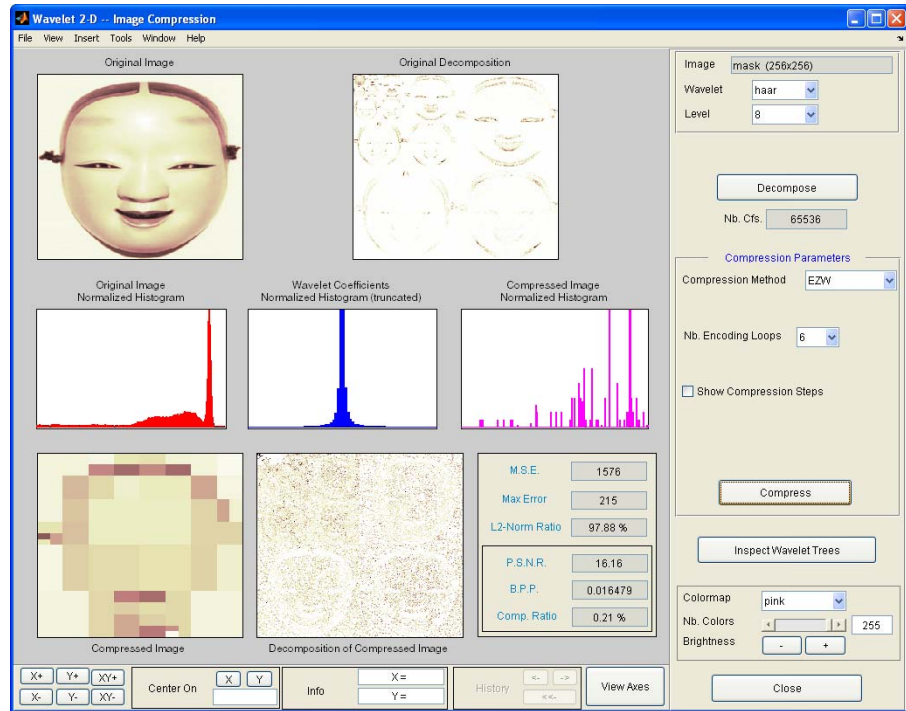 Wavelet 2-D -- Image Compression
File View Insert Tools Window Help
Original Image
Original Decomposition
Image mask (256x256)
Wavelet haar
Level 8
Decompose
Nb. Cfs. 65536
Original Image
Normalized Histogram
Wavelet Coefficients
Normalized Histogram (truncated)
Compressed Image
Normalized Histogram
Compression Parameters
Compression Method EZW
Nb. Encoding Loops 6
Show Compression Steps
Compress
M.S.E. 1576
Max Error 215
L2-Norm Ratio 97.88 %
P.S.N.R. 16.16
B.P.P. 0.016479
Comp. Ratio 0.21 %
Compressed Image
Decomposition of Compressed Image
Inspect Wavelet Trees
Colormap pink
Nb. Colors 255
Brightness - +
X+ Y+ XY+
X- Y- XY-
Center On X Y
Info X =
Y =
History <- ->
<<-
View Axes
Close